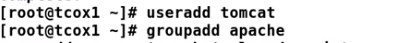 [root@tcox1 ~]# useradd tomcat
[root@tcox1 ~]# groupadd apache